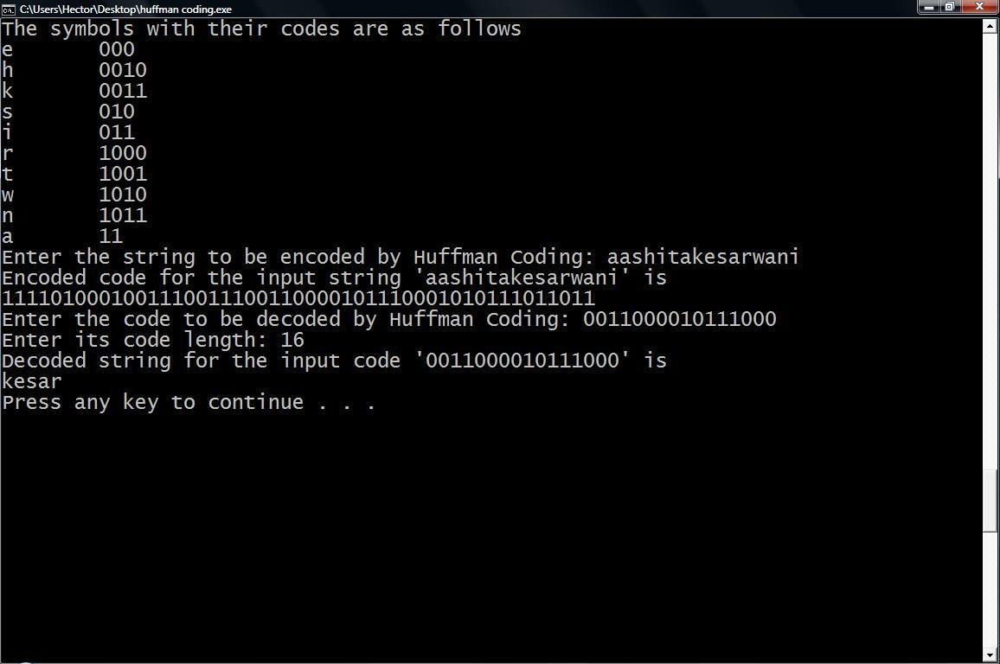 C:\Users\Hector\Desktop\huffman coding.exe
The symbols with their codes are as follows
e 000
h 0010
k 0011
s 010
i 011
r 1000
t 1001
w 1010
n 1011
a 11
Enter the string to be encoded by Huffman Coding: aashitakesarwani
Encoded code for the input string 'aashitakesarwani' is
1111010001001110011100110000101110001010111011011
Enter the code to be decoded by Huffman Coding: 0011000010111000
Enter its code length: 16
Decoded string for the input code '0011000010111000' is
kesar
Press any key to continue . . .